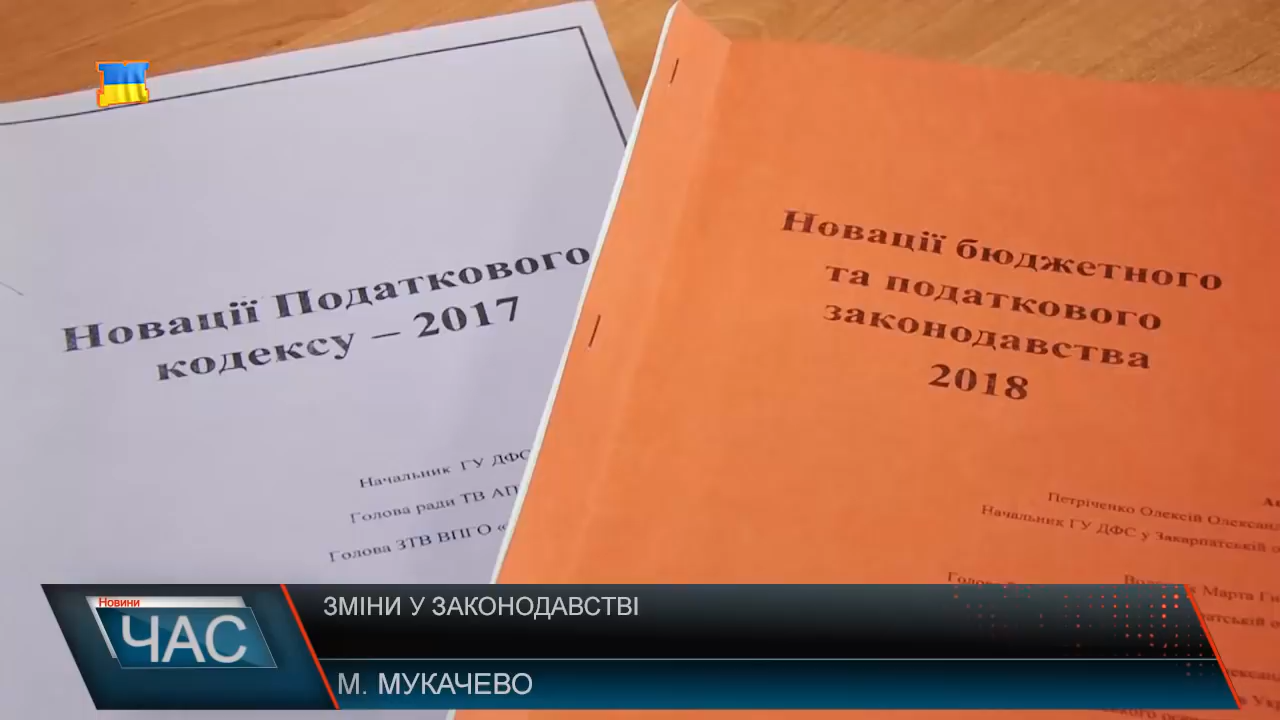 Новації Податкового
кодексу – 2017
Начальник ГУ ДФС
Голова ради ТВ
Голова ЗТВ ВПГО
Новації бюджетного
та податкового
законодавства
2018
Петріченко Олексій
Начальник ГУ ДФС у Закарпатській
Марта
Новини
ЧАС
ЗМІНИ У ЗАКОНОДАВСТВІ
М. МУКАЧЕВО